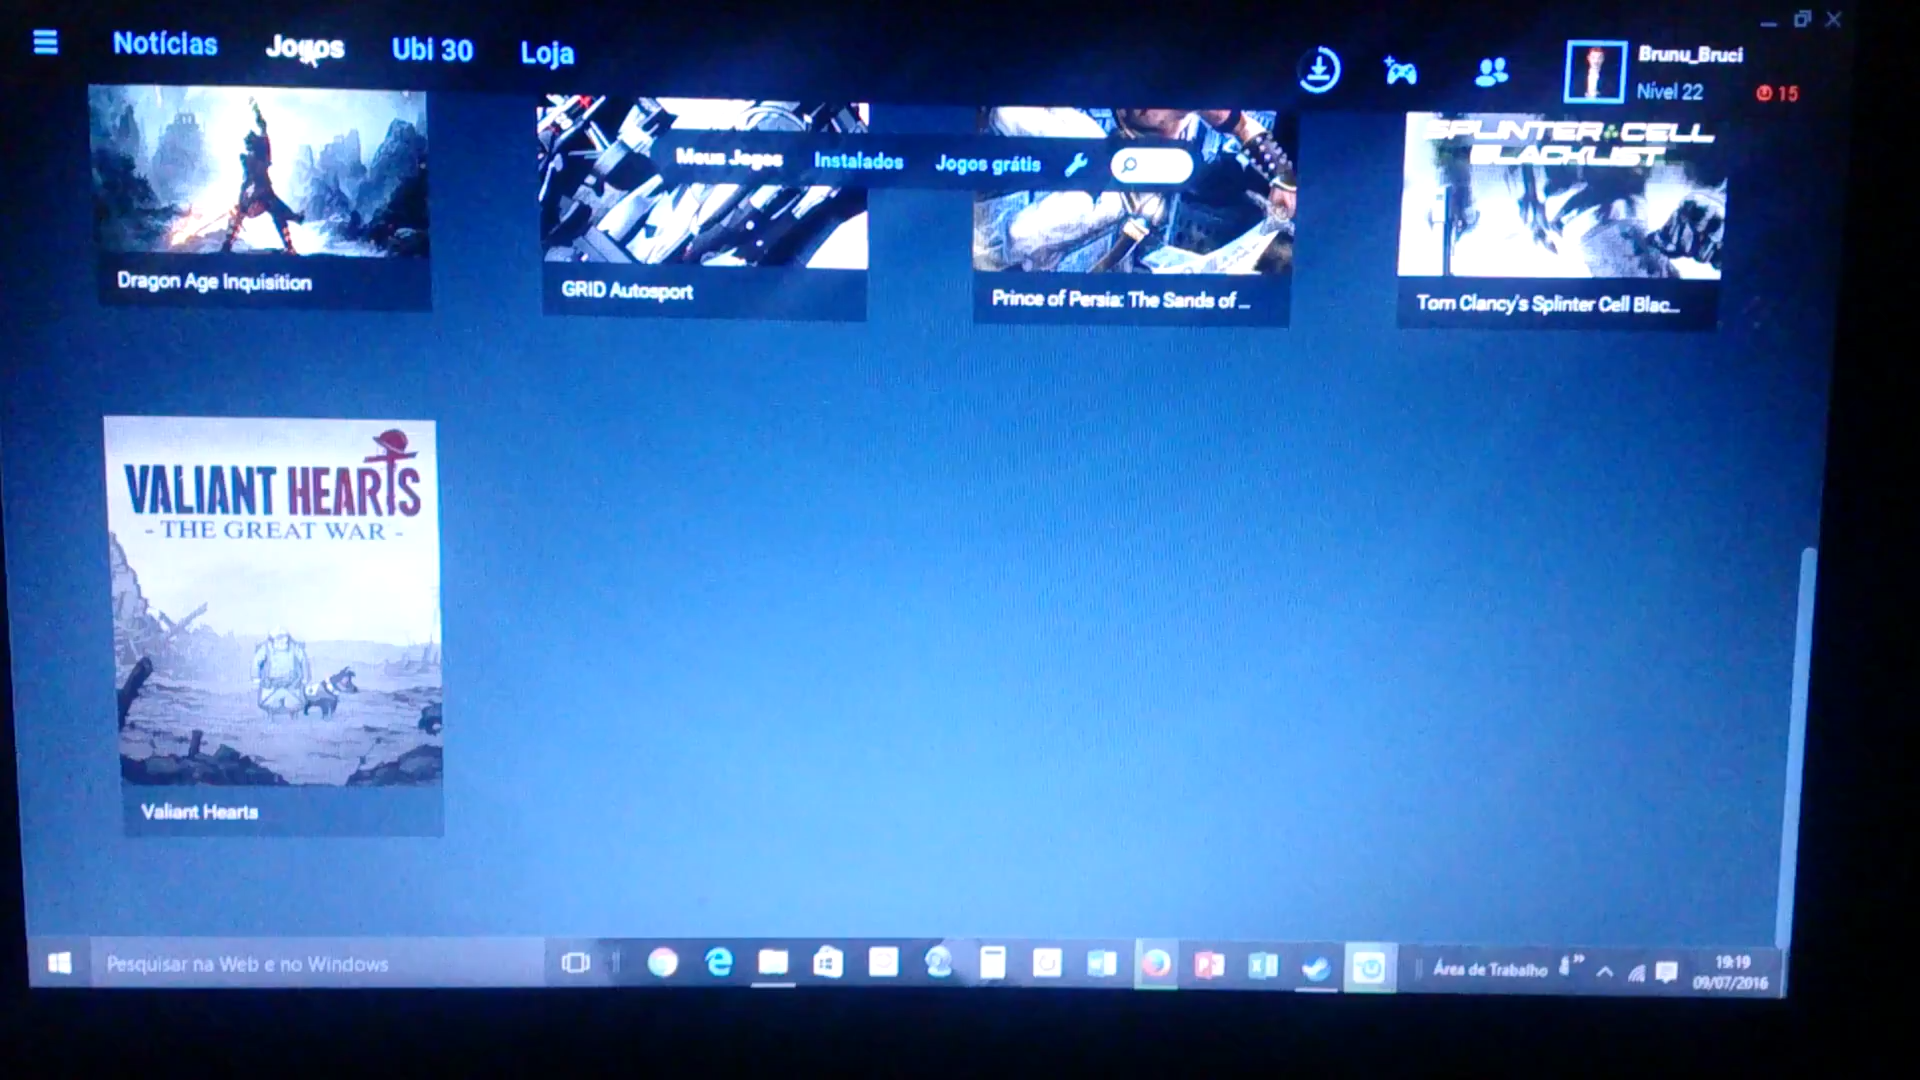 Notícias Jogos Ubi 30 Loja
Brunu_Bruci
Nível 22
15
Meus Jogos Instalados Jogos grátis
SPLINTER CELL
BLACKLIST
Dragon Age Inquisition
GRID Autosport
Prince of Persia: The Sands of ...
Tom Clancy's Splinter Cell Blac...
VALIANT HEARTS
- THE GREAT WAR -
Valiant Hearts
Pesquisar na Web e no Windows
Área de Trabalho
19:19
09/07/2016